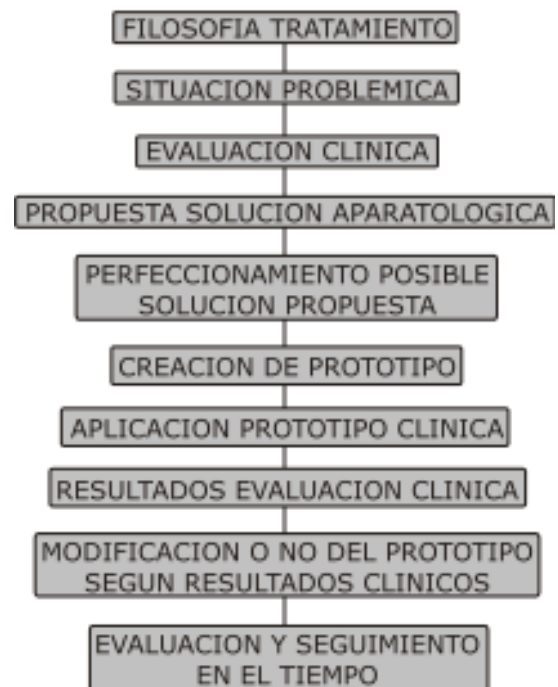 FILOSOFIA TRATAMIENTO
SITUACION PROBLEMICA
EVALUACION CLINICA
PROPUESTA SOLUCION APARATOLOGICA
PERFECCIONAMIENTO POSIBLE
SOLUCION PROPUESTA
CREACION DE PROTOTIPO
APLICACION PROTOTIPO CLINICA
RESULTADOS EVALUACION CLINICA
MODIFICACION O NO DEL PROTOTIPO
SEGUN RESULTADOS CLINICOS
EVALUACION Y SEGUIMIENTO
EN EL TIEMPO